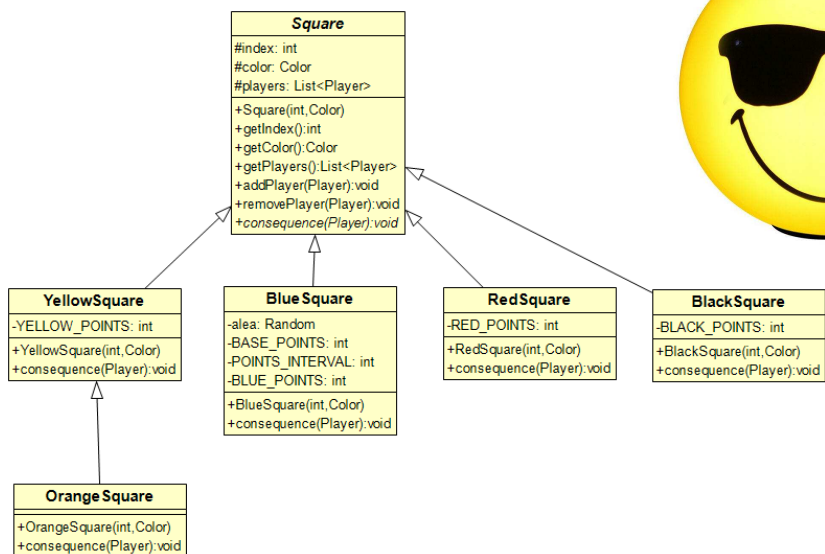 Square
#index: int
#color: Color
#players: List<Player>
+Square(int,Color)
+getIndex():int
+getColor():Color
+getPlayers():List<Player>
+addPlayer(Player):void
+removePlayer(Player):void
+consequence(Player):void
YellowSquare
-YELLOW_POINTS: int
+YellowSquare(int,Color)
+consequence(Player):void
BlueSquare
-alea: Random
-BASE_POINTS: int
-POINTS_INTERVAL: int
-BLUE_POINTS: int
+BlueSquare(int,Color)
+consequence(Player):void
RedSquare
-RED_POINTS: int
+RedSquare(int,Color)
+consequence(Player):void
BlackSquare
-BLACK_POINTS: int
+BlackSquare(int,Color)
+consequence(Player):void
OrangeSquare
+OrangeSquare(int,Color)
+consequence(Player):void